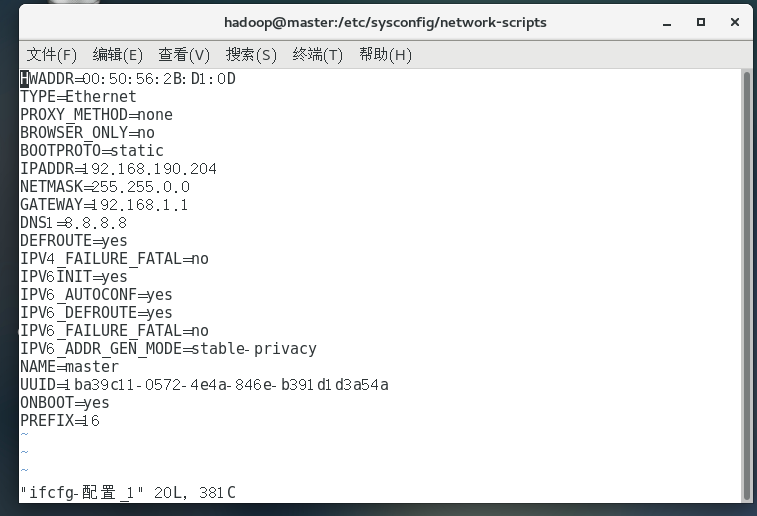 hadoop@master:/etc/sysconfig/network-scripts
文件(F) 编辑(E) 查看(V) 搜索(S) 终端(T) 帮助(H)
HWADDR=00:50:56:2B:D1:0D
TYPE=Ethernet
PROXY_METHOD=none
BROWSER_ONLY=no
BOOTPROTO=static
IPADDR=192.168.190.204
NETMASK=255.255.0.0
GATEWAY=192.168.1.1
DNS1=8.8.8.8
DEFROUTE=yes
IPV4_FAILURE_FATAL=no
IPV6INIT=yes
IPV6_AUTOCONF=yes
IPV6_DEFROUTE=yes
IPV6_FAILURE_FATAL=no
IPV6_ADDR_GEN_MODE=stable-privacy
NAME=master
UUID=1ba39c11-0572-4e4a-846e-b391d1d3a54a
ONBOOT=yes
PREFIX=16
~
~
~
"ifcfg-配置_1" 20L, 381C